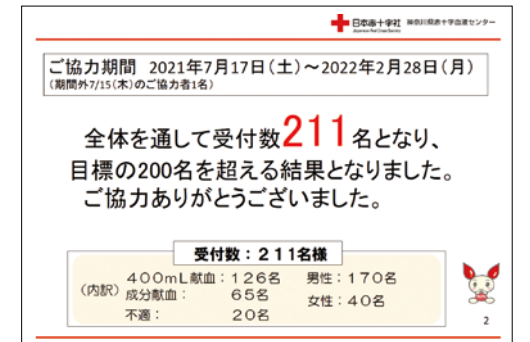 日本赤十字社 神奈川県赤十字血液センター
Japanese Red Cross Society
ご協力期間 2021年7月17日(土)～2022年2月28日(月)
(期間外7/15(木)のご協力者1名)
全体を通して受付数211名となり、
目標の200名を超える結果となりました。
ご協力ありがとうございました。
受付数：211名様
(内訳) 400mL献血：126名 男性：170名
成分献血： 65名 女性：40名
不適： 20名
2